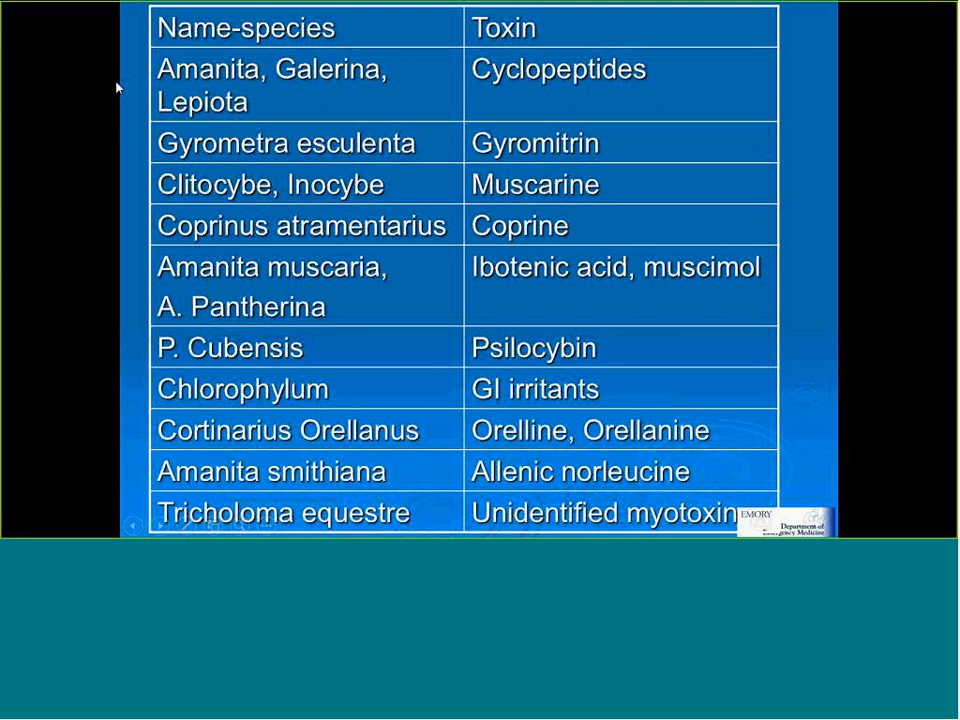 Name-species Toxin
Amanita, Galerina, Cyclopeptides
Lepiota
Gyrometra esculenta Gyromitrin
Clitocybe, Inocybe Muscarine
Coprinus atramentarius Coprine
Amanita muscaria, Ibotenic acid, muscimol
A. Pantherina
P. Cubensis Psilocybin
Chlorophylum GI irritants
Cortinarius Orellanus Orelline, Orellanine
Amanita smithiana Allenic norleucine
Tricholoma equestre Unidentified myotoxin
EMORY
Department of
gency Medicine